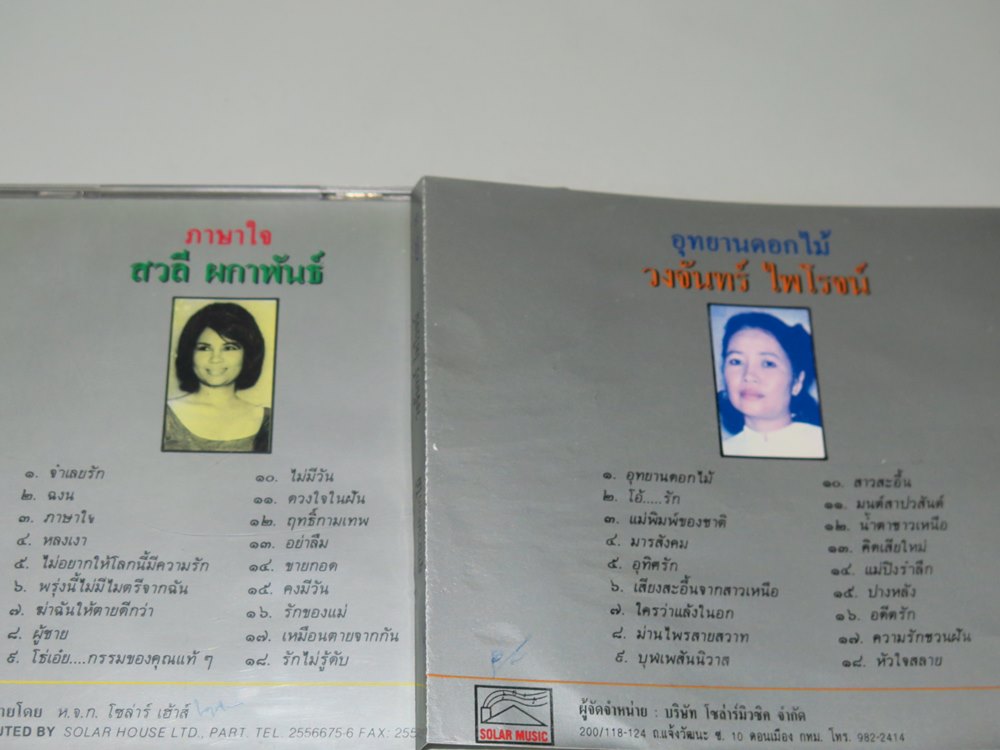 ภาษาใจ
สวลี ผกาพันธ์
๑. จำเลยรัก
๒. ฉงน
๓. ภาษาใจ
๔. หลงเงา
๕. ไม่อยากให้โลกนี้มีความรัก
๖. พรุ่งนี้ไม่มีไมตรีจากฉัน
๗. ฆ่าฉันให้ตายดีกว่า
๘. ผู้ชาย
๙. โธ่เอ๋ย....กรรมของคุณแท้ ๆ
๑๐. ไม่มีวัน
๑๑. ดวงใจในฝัน
๑๒. ฤทธิ์กามเทพ
๑๓. อย่าลืม
๑๔. ขายกอด
๑๕. คงมีวัน
๑๖. รักของแม่
๑๗. เหมือนตายจากกัน
๑๘. รักไม่รู้ดับ
ายโดย ห.จ.ก. โซล่าร์ เฮ้าส์
UTED BY SOLAR HOUSE LTD., PART. TEL. 2556675-6 FAX: 255
อุทยานดอกไม้
วงจันทร์ ไพโรจน์
๑. อุทยานดอกไม้
๒. โอ้.....รัก
๓. แม่พิมพ์ของชาติ
๔. มารสังคม
๕. อุทิศรัก
๖. เสียงสะอื้นจากสาวเหนือ
๗. ใครว่าแล้งในอก
๘. ม่านไพรสายสวาท
๙. บุพเพสันนิวาส
๑๐. สาวสะอื้น
๑๑. มนต์สาปวสันต์
๑๒. น้ำตาชาวเหนือ
๑๓. คิดเสียใหม่
๑๔. แม่ปิงรำลึก
๑๕. ปางหลัง
๑๖. อดีตรัก
๑๗. ความรักชวนฝัน
๑๘. หัวใจสลาย
SOLAR MUSIC
ผู้จัดจำหน่าย : บริษัท โซล่าร์มิวซิค จำกัด
200/118-124 ถ.แจ้งวัฒนะ ซ. 10 ดอนเมือง กทม. โทร. 982-2414